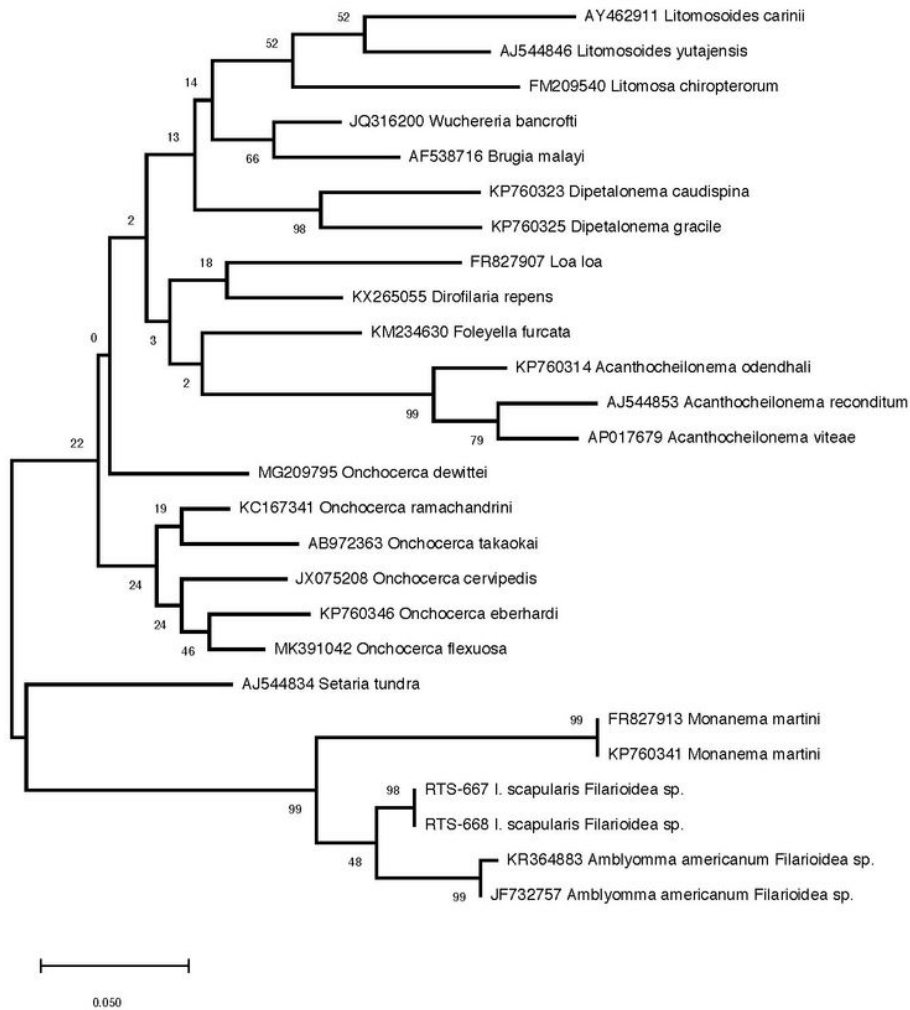 52
AY462911 Litomosoides carinii
52
AJ544846 Litomosoides yutajensis
14
FM209540 Litomosa chiropterorum
13
JQ316200 Wuchereria bancrofti
66
AF538716 Brugia malayi
2
KP760323 Dipetalonema caudispina
98
KP760325 Dipetalonema gracile
18
FR827907 Loa loa
KX265055 Dirofilaria repens
0
3
KM234630 Foleyella furcata
2
KP760314 Acanthocheilonema odendhali
99
AJ544853 Acanthocheilonema reconditum
22
79
AP017679 Acanthocheilonema viteae
MG209795 Onchocerca dewittei
19
KC167341 Onchocerca ramachandrini
AB972363 Onchocerca takaokai
24
JX075208 Onchocerca cervipedis
24
KP760346 Onchocerca eberhardi
46
MK391042 Onchocerca flexuosa
AJ544834 Setaria tundra
99
FR827913 Monanema martini
KP760341 Monanema martini
98
RTS-667 I. scapularis Filarioidea sp.
99
RTS-668 I. scapularis Filarioidea sp.
48
KR364883 Amblyomma americanum Filarioidea sp.
99
JF732757 Amblyomma americanum Filarioidea sp.
0.050